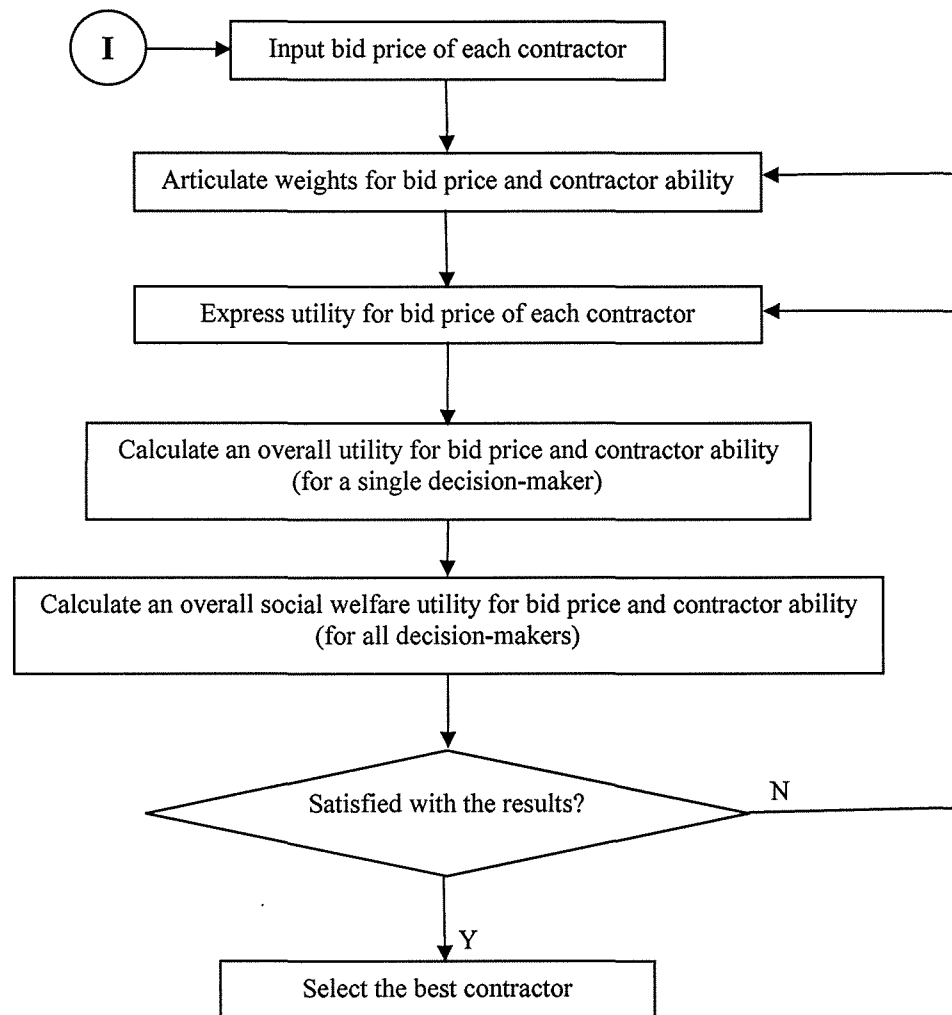 I
Input bid price of each contractor
Articulate weights for bid price and contractor ability
Express utility for bid price of each contractor
Calculate an overall utility for bid price and contractor ability
(for a single decision-maker)
Calculate an overall social welfare utility for bid price and contractor ability
(for all decision-makers)
Satisfied with the results?
N
Y
Select the best contractor